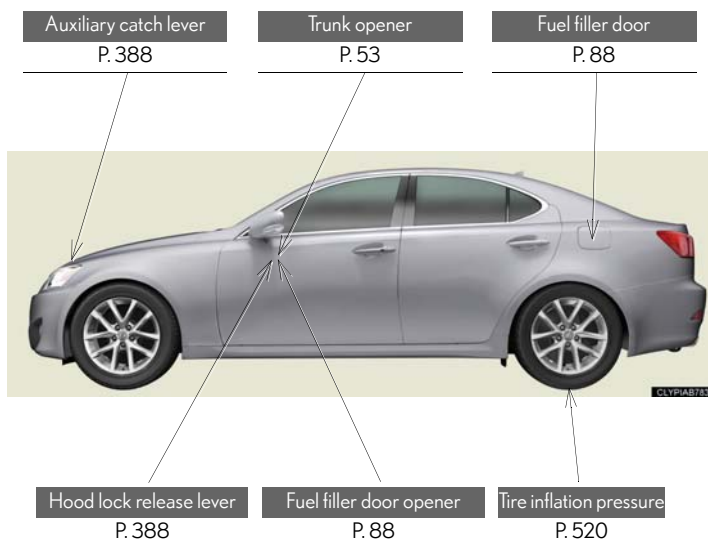 Auxiliary catch lever
P. 388
Trunk opener
P. 53
Fuel filler door
P. 88
CLYPIAB783
Hood lock release lever
P. 388
Fuel filler door opener
P. 88
Tire inflation pressure
P. 520